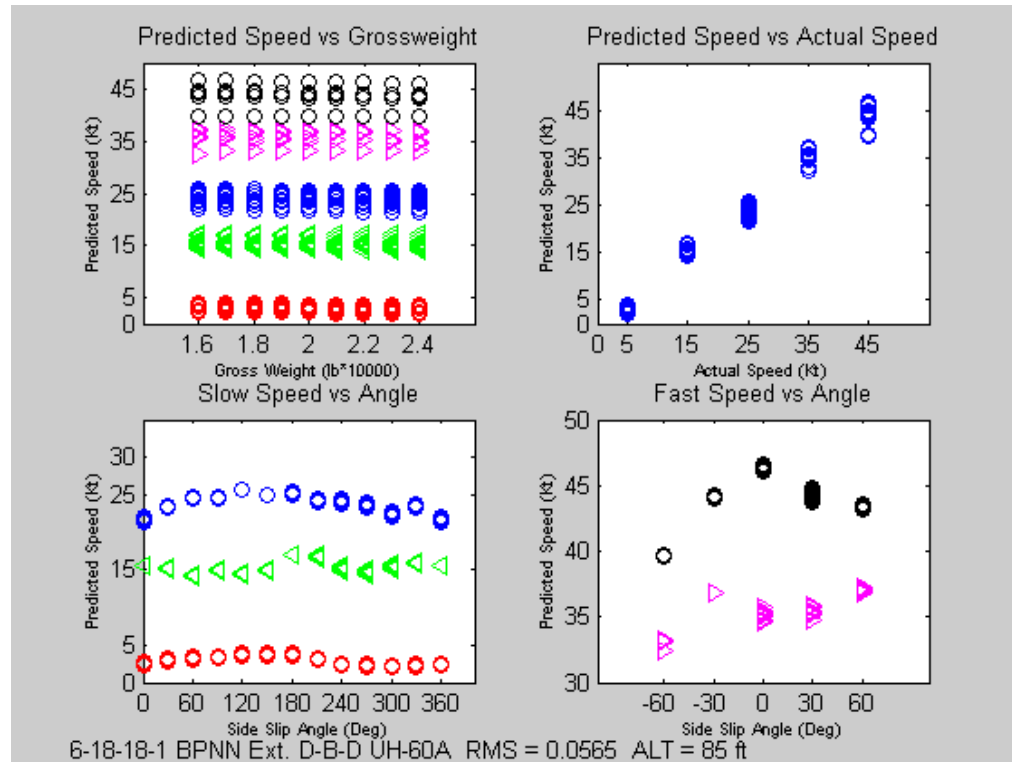 Predicted Speed vs Grossweight
Predicted Speed (Kt)
45
35
25
15
5
0
1.6 1.8 2 2.2 2.4
Gross Weight (lb*10000)
Predicted Speed vs Actual Speed
Predicted Speed (Kt)
45
35
25
15
5
0
0 5 15 25 35 45
Actual Speed (Kt)
Slow Speed vs Angle
Predicted Speed (Kt)
30
25
15
5
0
0 60 120 180 240 300 360
Side Slip Angle (Deg)
Fast Speed vs Angle
Predicted Speed (Kt)
50
45
40
35
30
-60 -30 0 30 60
Side Slip Angle (Deg)
6-18-18-1 BPNN Ext. D-B-D UH-60A RMS = 0.0565 ALT = 85 ft